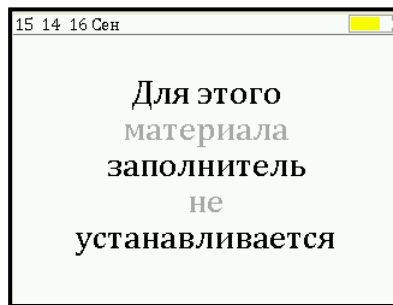 15 14 16 Сен
Для этого
материала
заполнитель
не
устанавливается